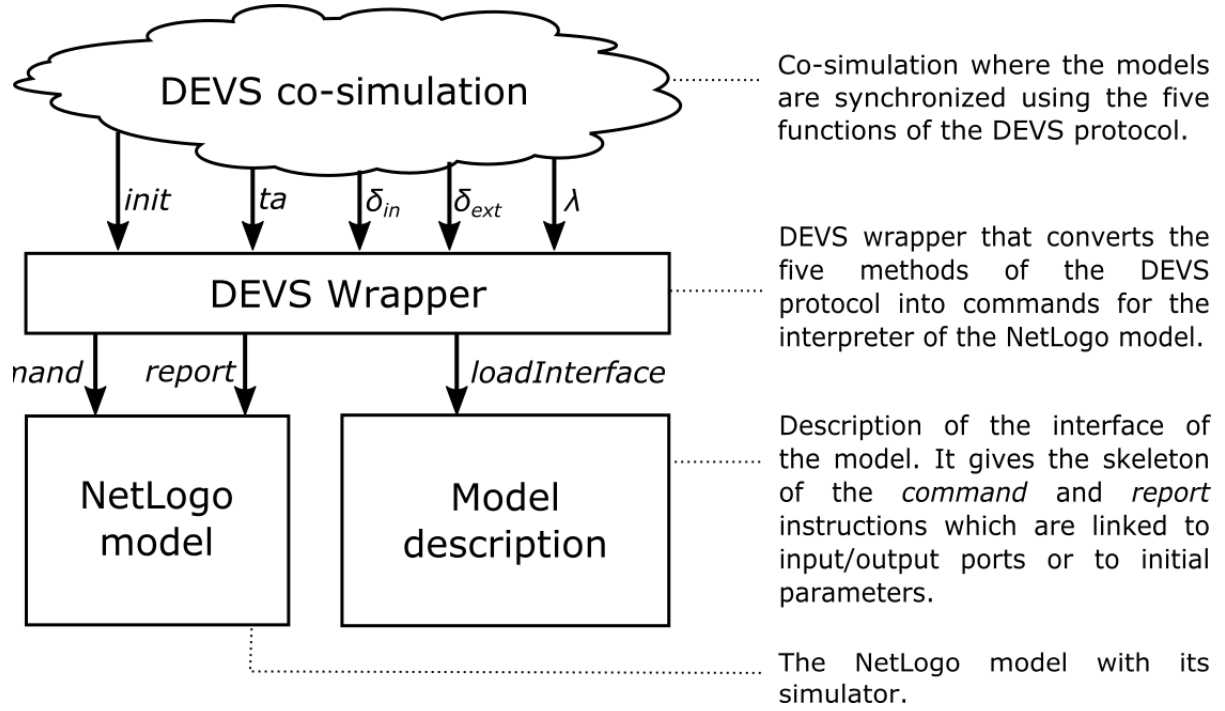 DEVS co-simulation
Co-simulation where the models
are synchronized using the five
functions of the DEVS protocol.
init
ta
δin
δext
λ
DEVS Wrapper
DEVS wrapper that converts the
five methods of the DEVS
protocol into commands for the
interpreter of the NetLogo model.
mand
report
loadInterface
NetLogo
model
Model
description
Description of the interface of
the model. It gives the skeleton
of the command and report
instructions which are linked to
input/output ports or to initial
parameters.
The NetLogo model with its
simulator.